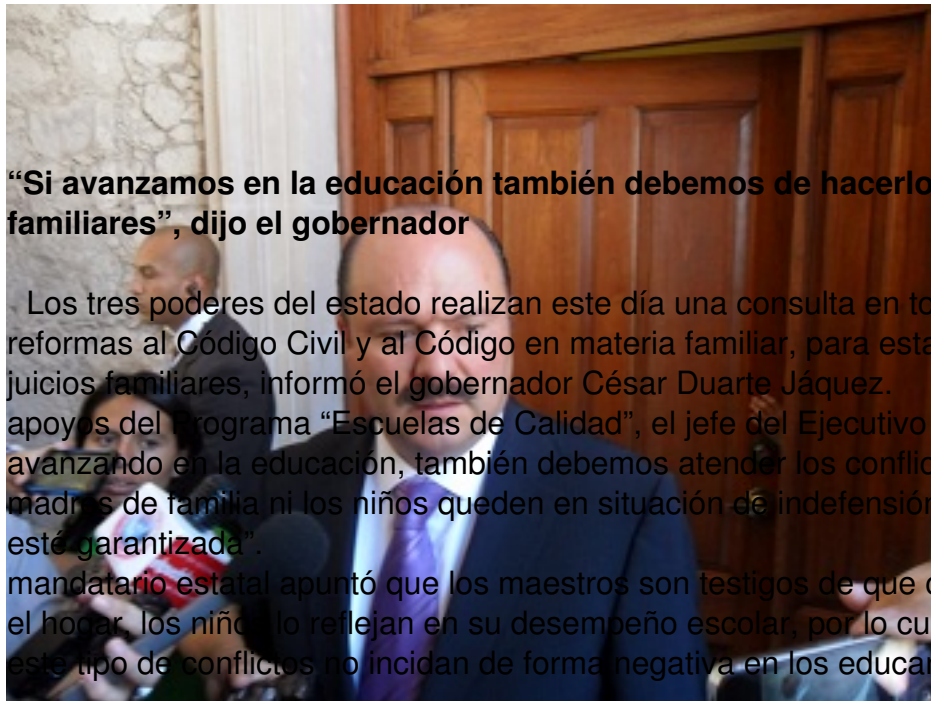 “Si avanzamos en la educación también debemos de hacerlo
familiares”, dijo el gobernador
Los tres poderes del estado realizan este día una consulta en to
reformas al Código Civil y al Código en materia familiar, para esta
juicios familiares, informó el gobernador César Duarte Jáquez.
apoyos del Programa “Escuelas de Calidad”, el jefe del Ejecutivo
avanzando en la educación, también debemos atender los conflic
madres de familia ni los niños queden en situación de indefensión
esté garantizada”.
mandatario estatal apuntó que los maestros son testigos de que c
el hogar, los niños lo reflejan en su desempeño escolar, por lo cu
este tipo de conflictos no incidan de forma negativa en los educan